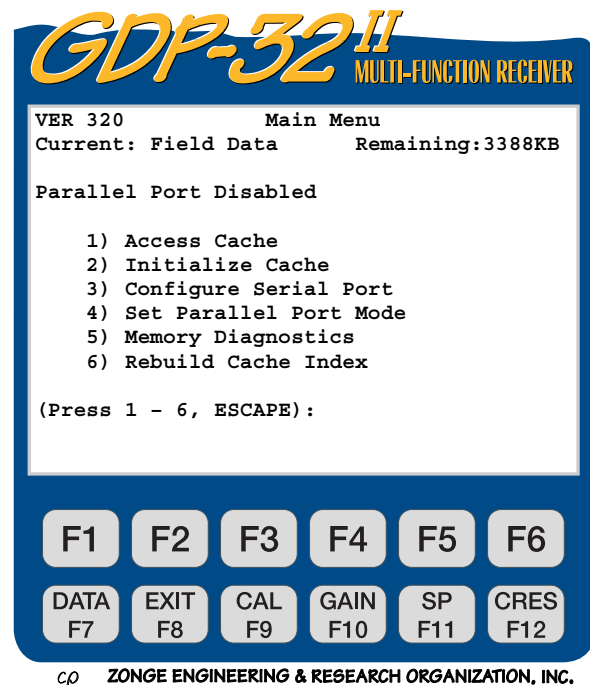 GDP-32 II
MULTI-FUNCTION RECEIVER
VER 320 Main Menu
Current: Field Data Remaining:3388KB
Parallel Port Disabled
1) Access Cache
2) Initialize Cache
3) Configure Serial Port
4) Set Parallel Port Mode
5) Memory Diagnostics
6) Rebuild Cache Index
(Press 1 – 6, ESCAPE):
F1 F2 F3 F4 F5 F6
DATA EXIT CAL GAIN SP CRES
F7 F8 F9 F10 F11 F12
ZONGE ENGINEERING & RESEARCH ORGANIZATION, INC.